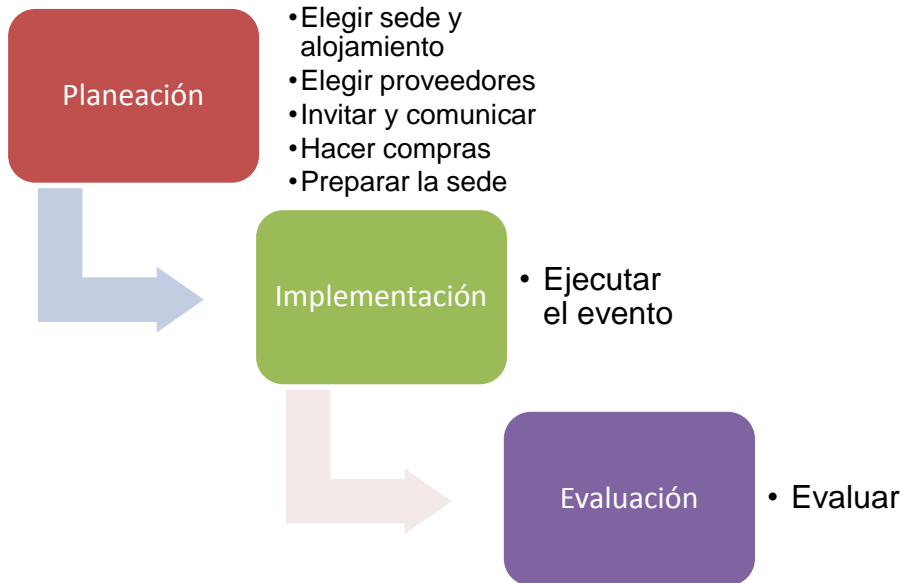 Planeación
•Elegir sede y
alojamiento
•Elegir proveedores
•Invitar y comunicar
•Hacer compras
•Preparar la sede
Implementación
• Ejecutar
el evento
Evaluación
• Evaluar